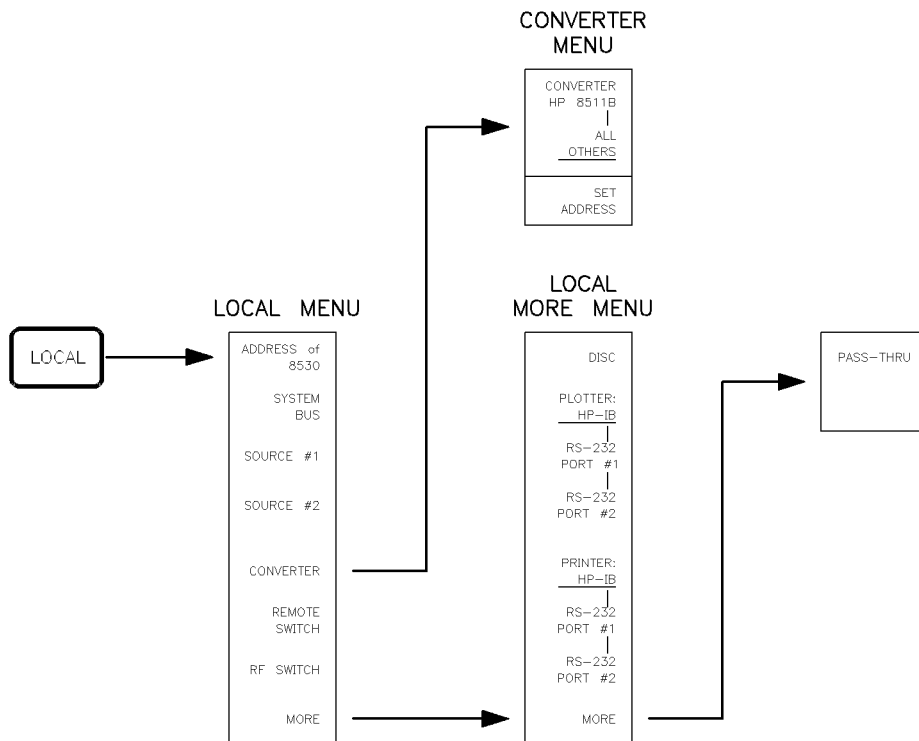 CONVERTER
MENU
CONVERTER
HP 8511B
ALL
OTHERS
SET
ADDRESS
LOCAL
LOCAL MENU
ADDRESS of
8530
SYSTEM
BUS
SOURCE #1
SOURCE #2
CONVERTER
REMOTE
SWITCH
RF SWITCH
MORE
LOCAL
MORE MENU
DISC
PLOTTER:
HP-IB
RS-232
PORT #1
RS-232
PORT #2
PRINTER:
HP-IB
RS-232
PORT #1
RS-232
PORT #2
MORE
PASS-THRU